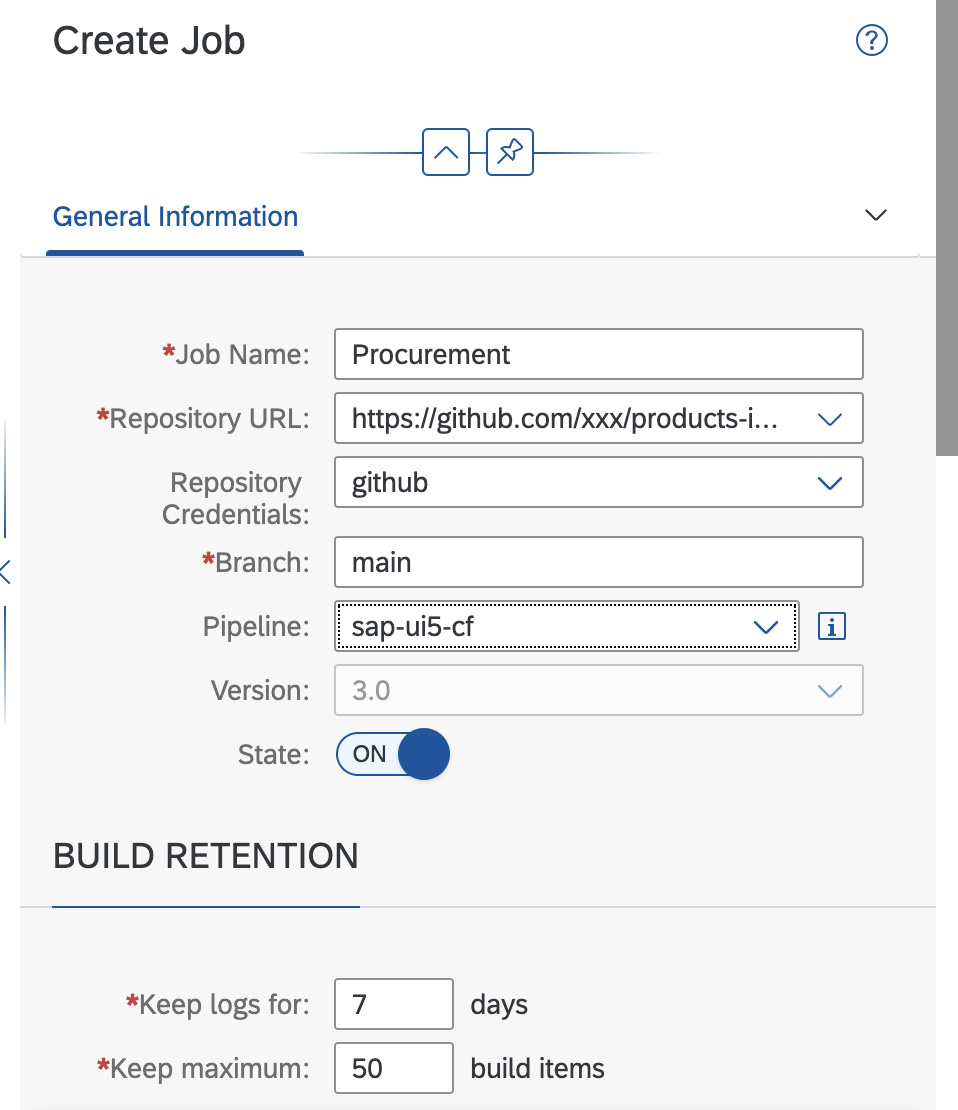 Create Job
?
General Information
*Job Name: Procurement
*Repository URL: https://github.com/xxx/products-i...
Repository
Credentials: github
*Branch: main
Pipeline: sap-ui5-cf i
Version: 3.0
State: ON
BUILD RETENTION
*Keep logs for: 7 days
*Keep maximum: 50 build items